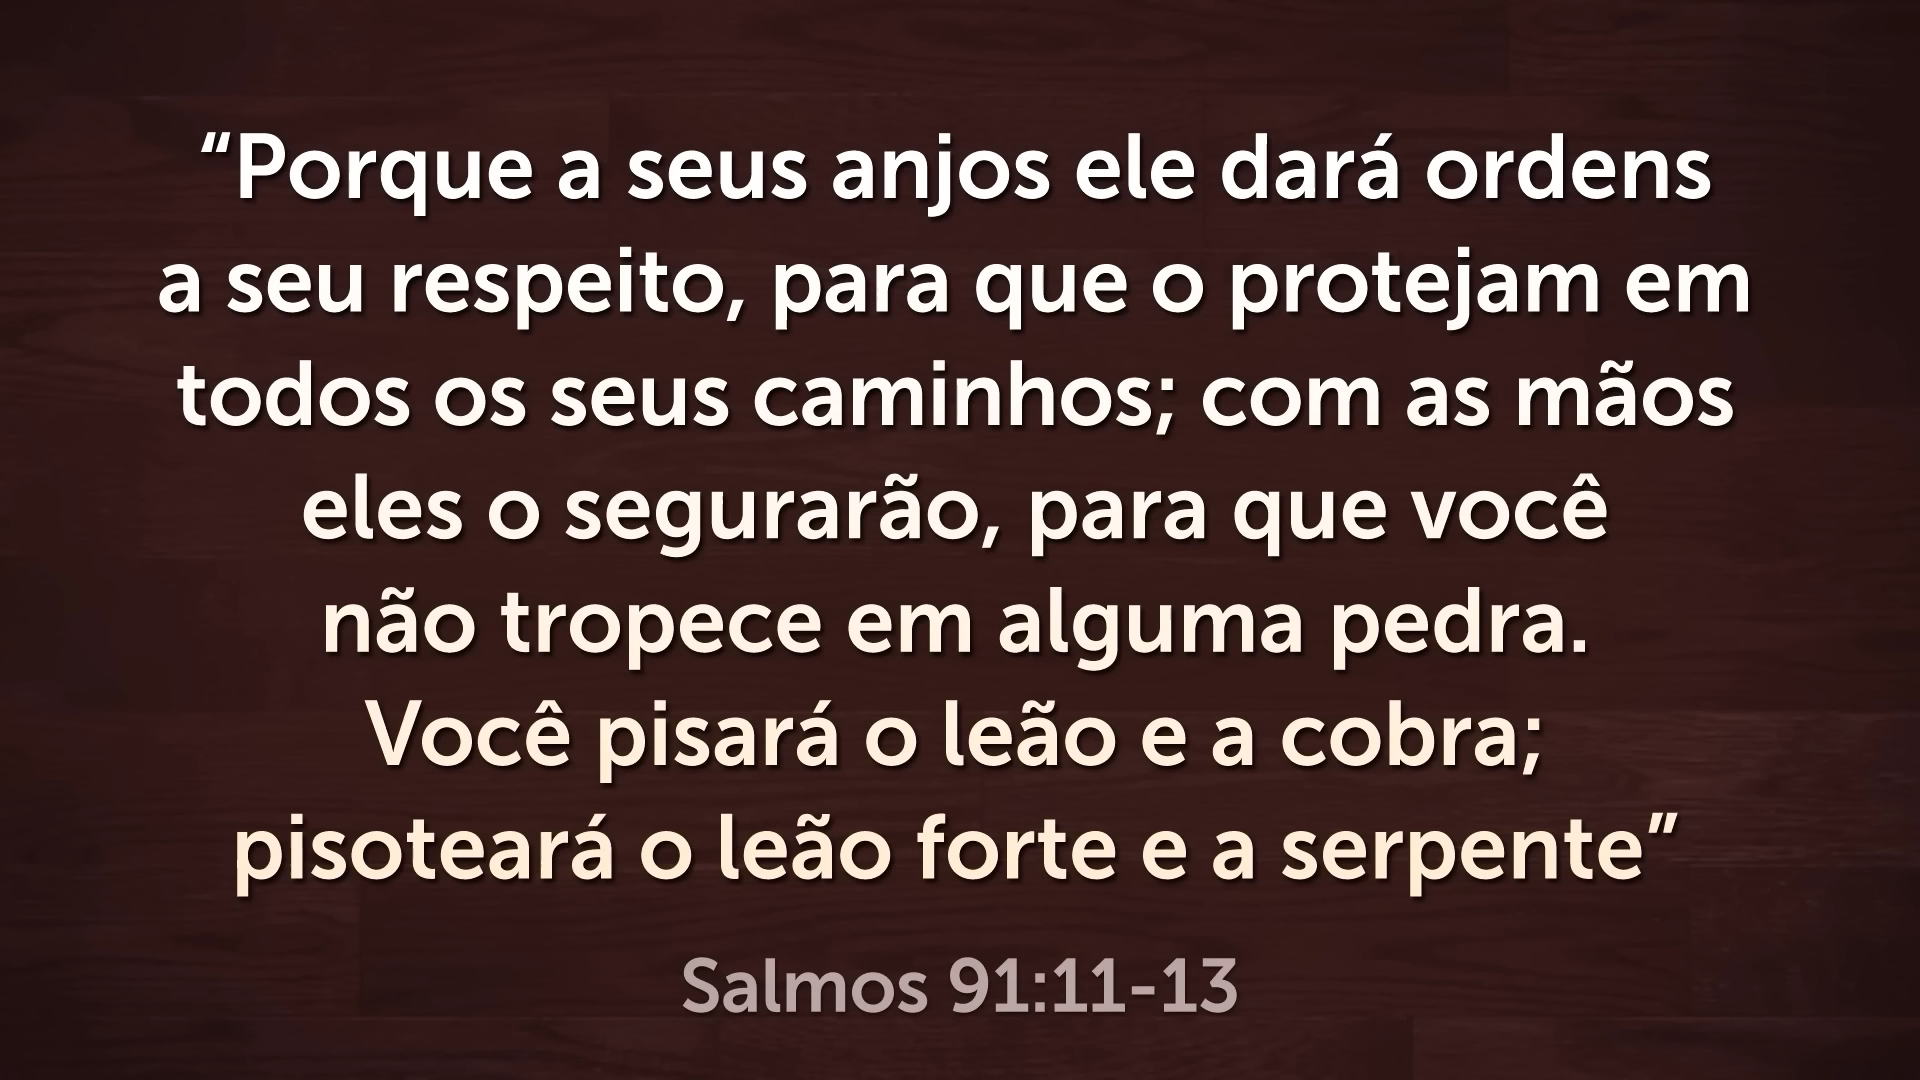 “Porque a seus anjos ele dará ordens
a seu respeito, para que o protejam em
todos os seus caminhos; com as mãos
eles o segurarão, para que você
não tropece em alguma pedra.
Você pisará o leão e a cobra;
pisoteará o leão forte e a serpente”
Salmos 91:11-13